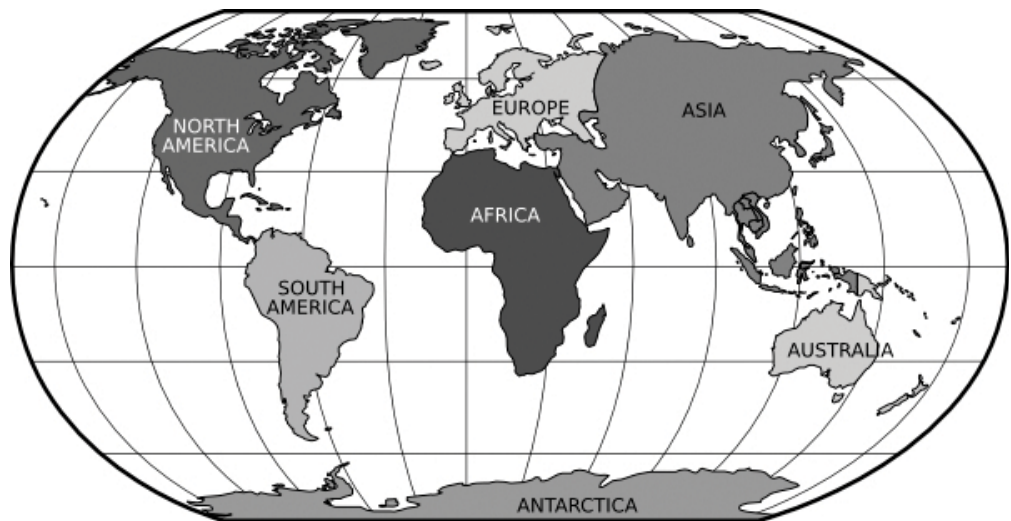 NORTH
AMERICA
EUROPE
ASIA
AFRICA
SOUTH
AMERICA
AUSTRALIA
ANTARCTICA